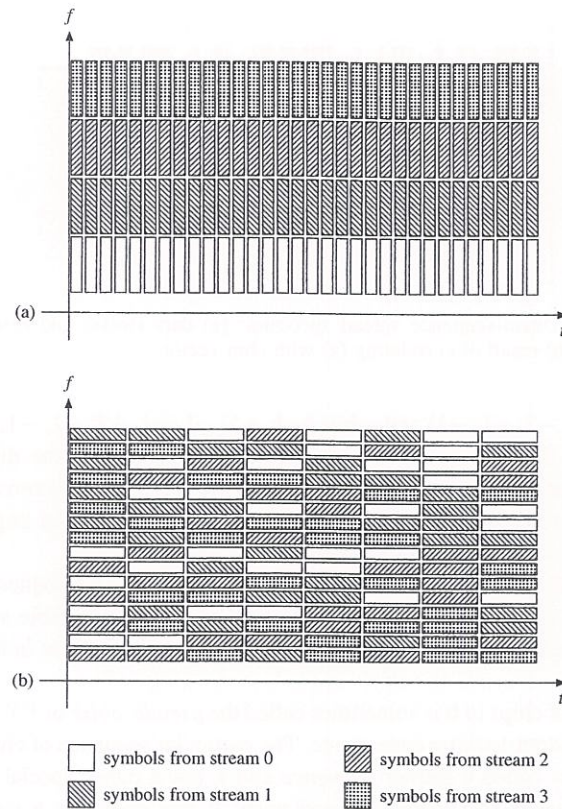 f
t
(a)
f
t
(b)
symbols from stream 0
symbols from stream 2
symbols from stream 1
symbols from stream 3